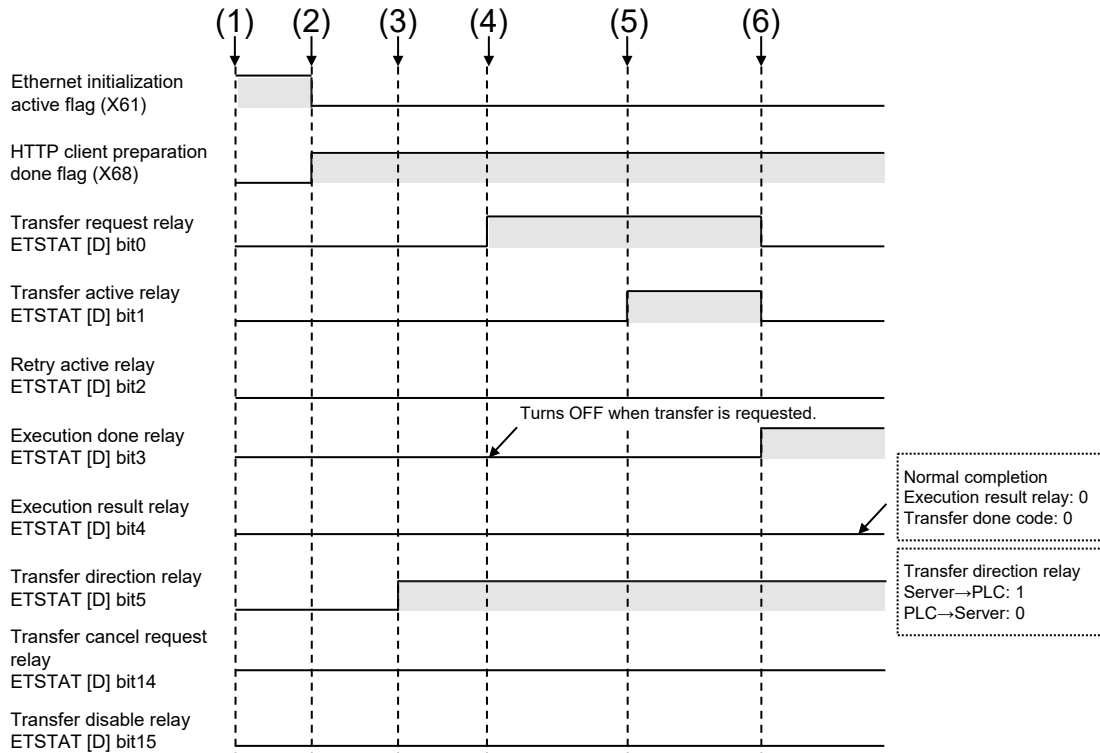 (1) (2) (3) (4) (5) (6)
Ethernet initialization
active flag (X61)
HTTP client preparation
done flag (X68)
Transfer request relay
ETSTAT [D] bit0
Transfer active relay
ETSTAT [D] bit1
Retry active relay
ETSTAT [D] bit2
Turns OFF when transfer is requested.
Execution done relay
ETSTAT [D] bit3
Normal completion
Execution result relay: 0
Transfer done code: 0
Execution result relay
ETSTAT [D] bit4
Transfer direction relay
Server→PLC: 1
PLC→Server: 0
Transfer direction relay
ETSTAT [D] bit5
Transfer cancel request
relay
ETSTAT [D] bit14
Transfer disable relay
ETSTAT [D] bit15